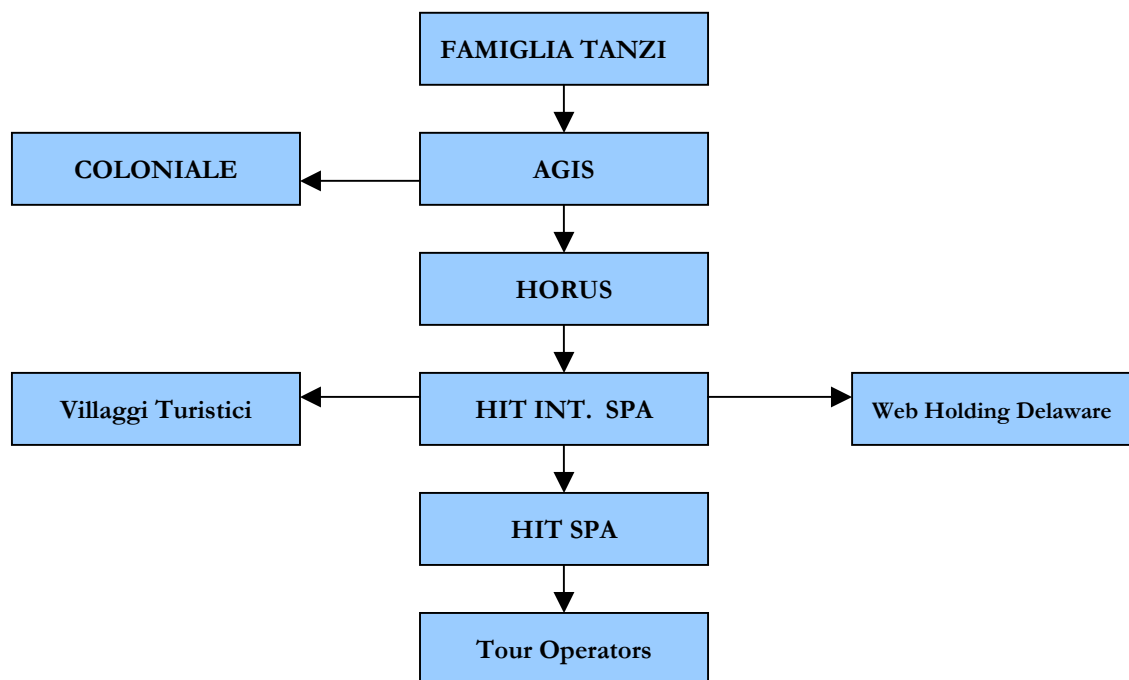 FAMIGLIA TANZI
COLONIALE
AGIS
HORUS
Villaggi Turistici
HIT INT. SPA
Web Holding Delaware
HIT SPA
Tour Operators